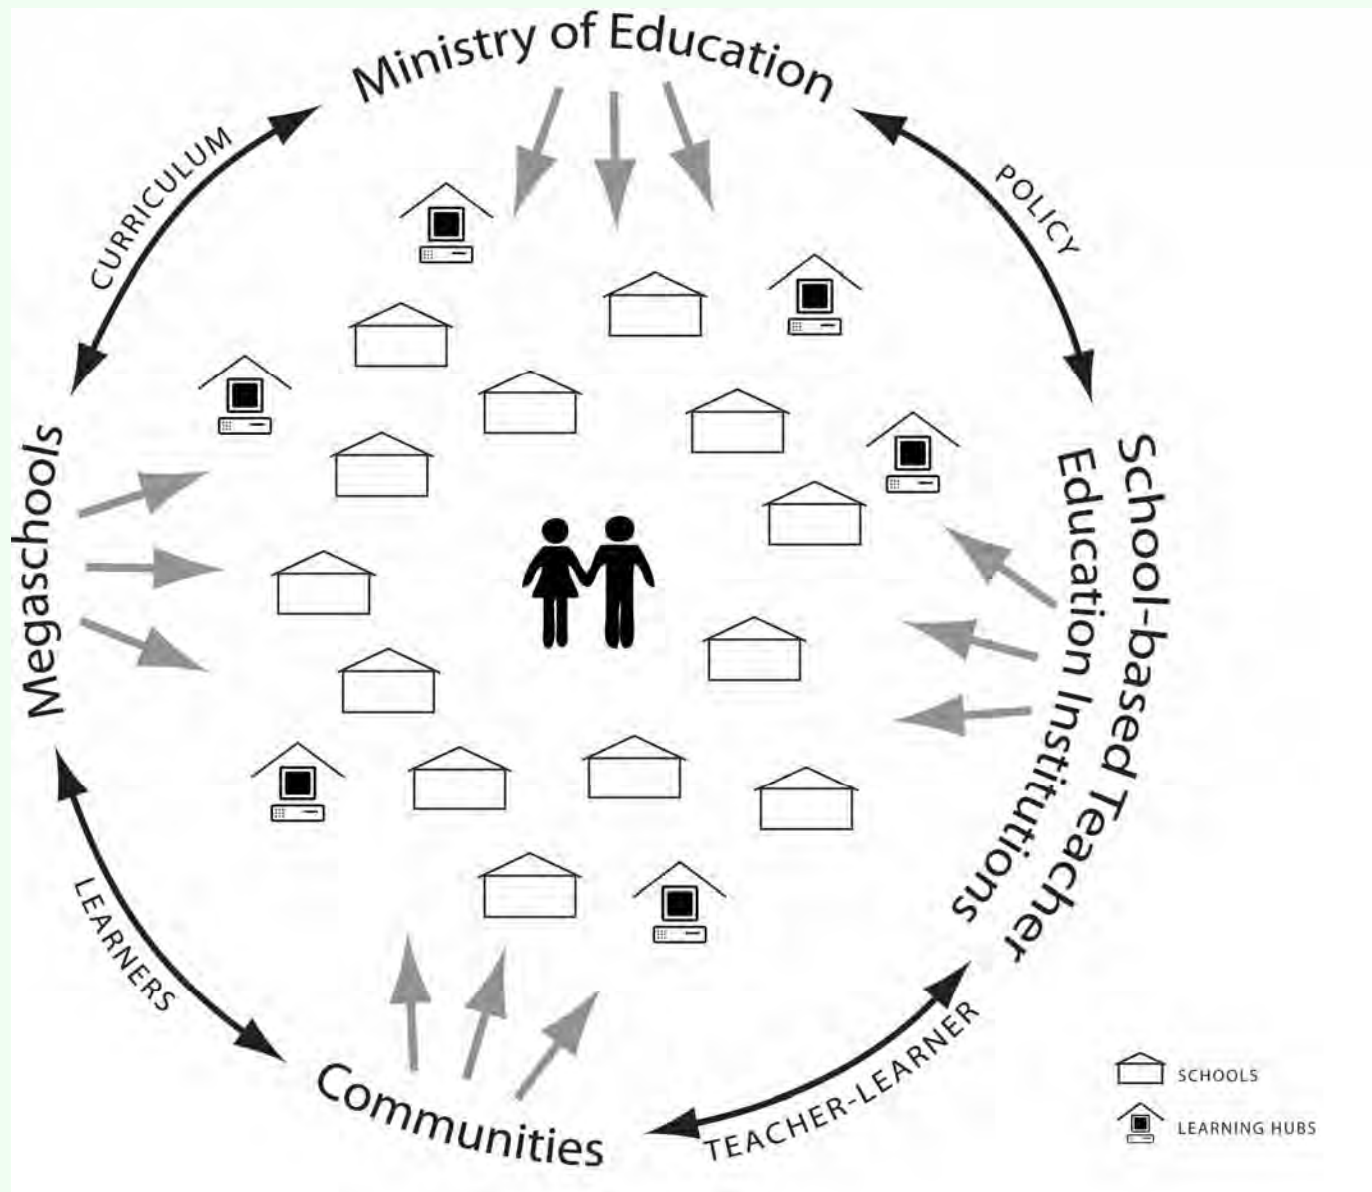 Ministry of Education
CURRICULUM
POLICY
Megaschools
School-based Teacher
Education Institutions
LEARNERS
TEACHER-LEARNER
Communities
SCHOOLS
LEARNING HUBS